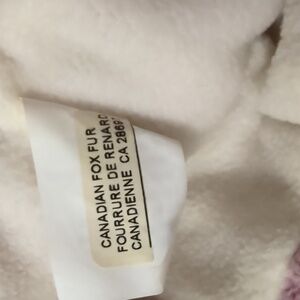 CANADIAN FOX FUR
FOURRURE DE RENARD
CANADIENNE CA 2869